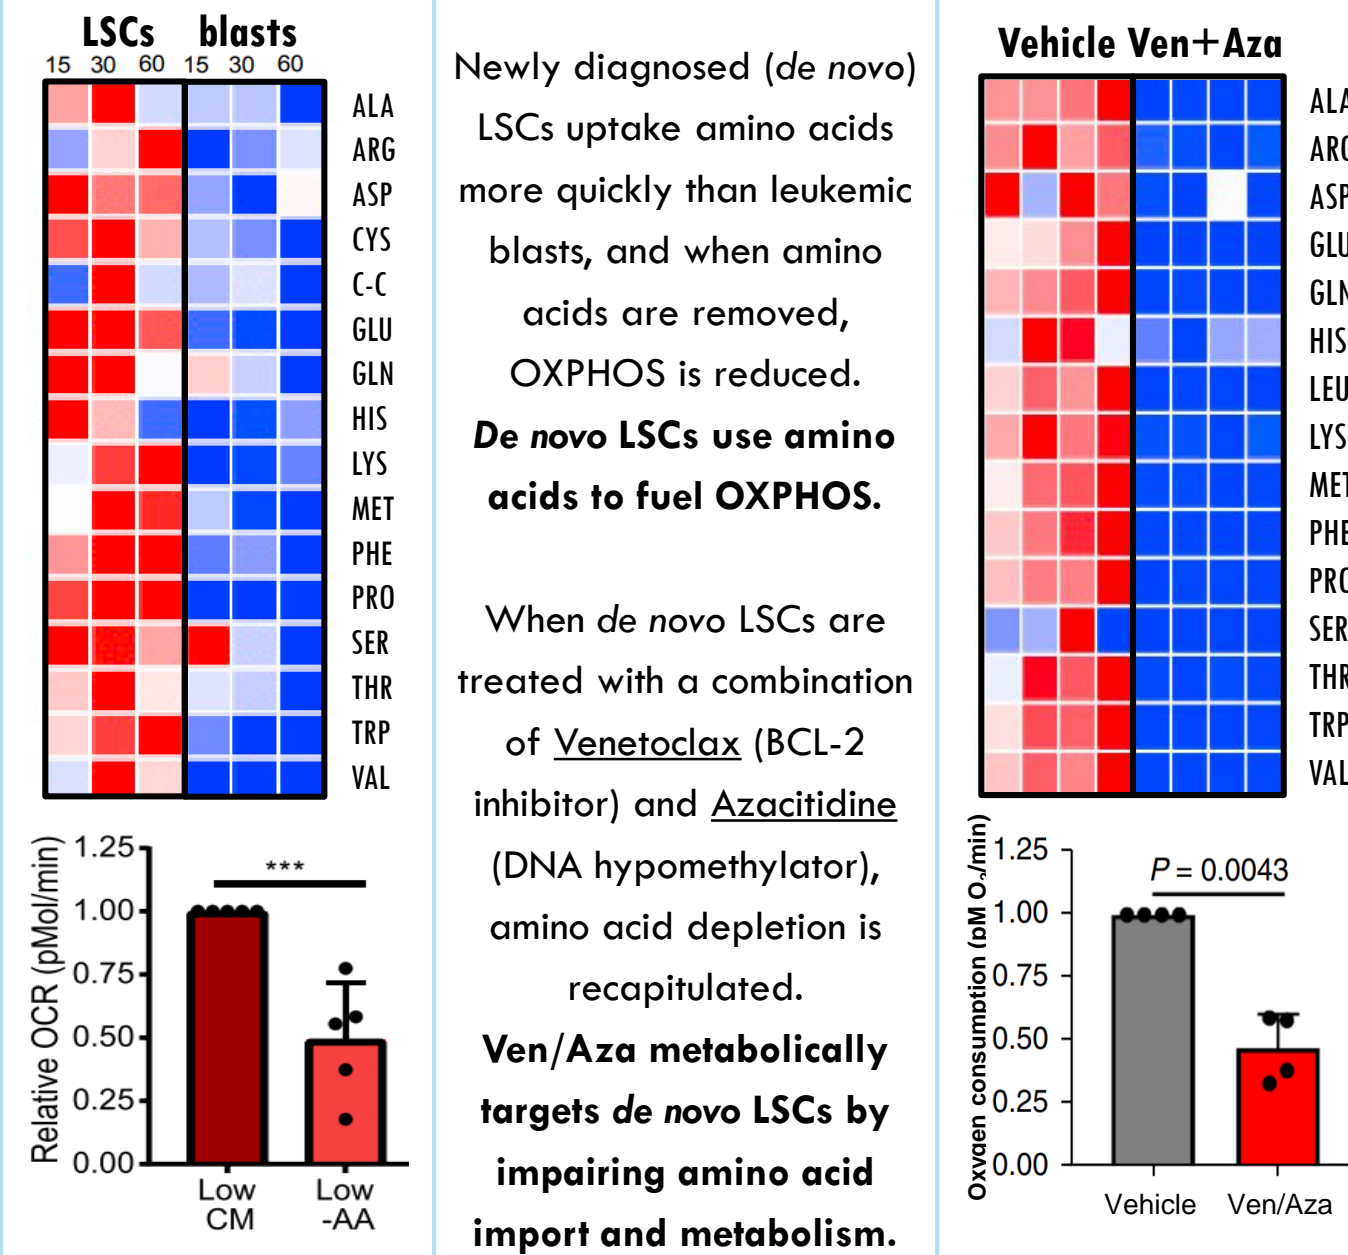 LSCs blasts
15 30 60 15 30 60
ALA
ARG
ASP
CYS
C-C
GLU
GLN
HIS
LYS
MET
PHE
PRO
SER
THR
TRP
VAL
Relative OCR (pMol/min)
1.25
1.00
0.75
0.50
0.25
0.00
***
Low CM
Low -AA
Newly diagnosed (de novo)
LSCs uptake amino acids
more quickly than leukemic
blasts, and when amino
acids are removed,
OXPHOS is reduced.
De novo LSCs use amino
acids to fuel OXPHOS.
When de novo LSCs are
treated with a combination
of Venetoclax (BCL-2
inhibitor) and Azacitidine
(DNA hypomethylator),
amino acid depletion is
recapitulated.
Ven/Aza metabolically
targets de novo LSCs by
impairing amino acid
import and metabolism.
Vehicle Ven+Aza
ALA
ARG
ASP
GLU
GLN
HIS
LEU
LYS
MET
PHE
PRO
SER
THR
TRP
VAL
Oxygen consumption (pM O2/min)
1.25
1.00
0.75
0.50
0.25
0.00
P = 0.0043
Vehicle Ven/Aza